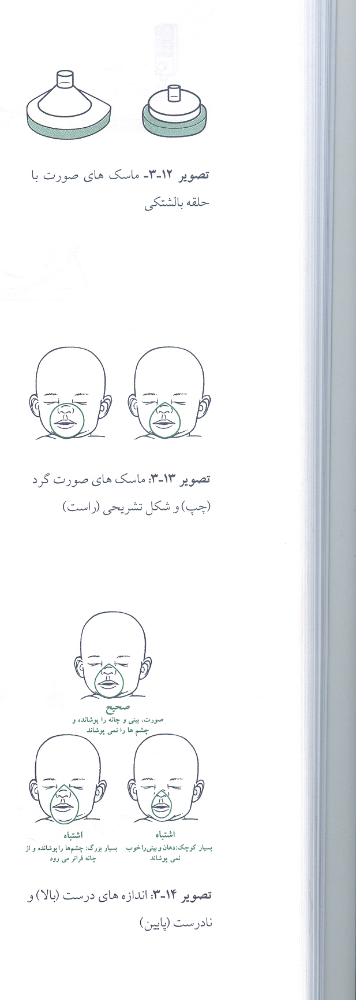 تصویر ۱۲-۳- ماسک های صورت با
حلقه بالشتکی
تصویر ۱۳-۳: ماسک های صورت گرد
(چپ) و شکل تشریحی (راست)
صحیح
صورت، بینی و چانه را پوشانده و
چشم ها را نمی پوشاند
اشتباه
بسیار کوچک:دهان و بینی را خوب
نمی پوشاند
اشتباه
بسیار بزرگ: چشم‌ها را پوشانده و از
چانه فراتر می رود
تصویر ۱۴-۳: اندازه های درست (بالا) و
نادرست (پایین)